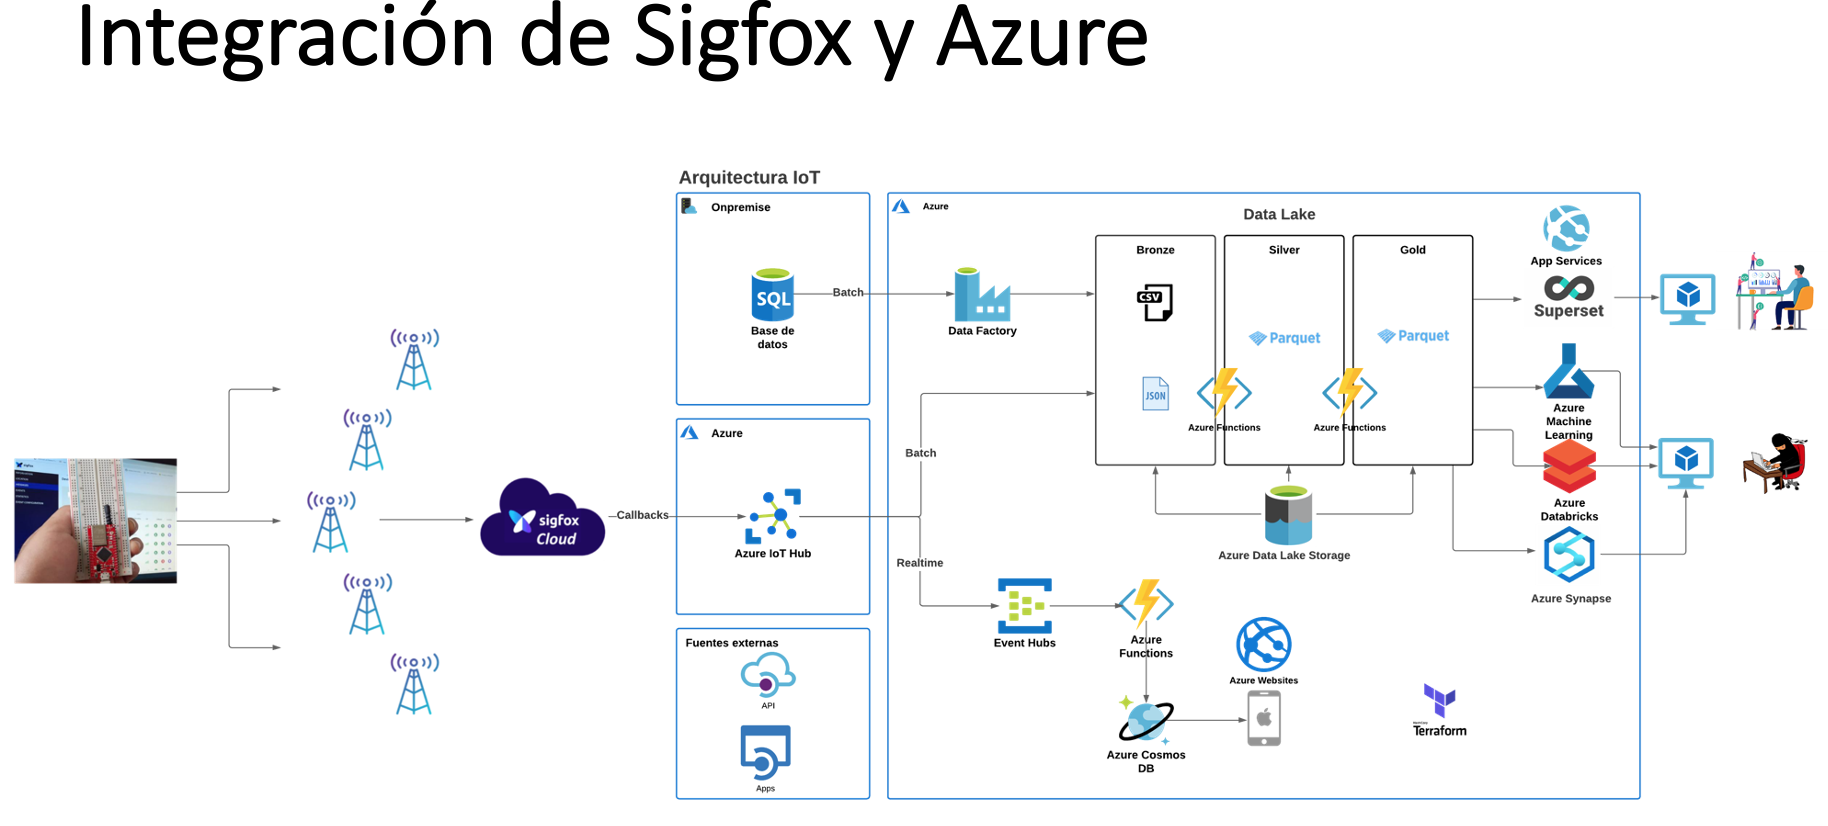 Integración de Sigfox y Azure
Arquitectura IoT
Onpremise
SQL
Base de
datos
Batch
Azure
Azure IoT Hub
Callbacks
sigfox
Cloud
sigfox
Fuentes externas
API
Apps
Azure
Data Lake
Data Factory
Bronze
CSV
JSON
Silver
Parquet
Gold
Parquet
Azure Functions
Azure Functions
Batch
Realtime
Azure Data Lake Storage
Event Hubs
Azure
Functions
Azure Cosmos
DB
Azure Websites
Terraform
App Services
Superset
Azure
Machine
Learning
Azure
Databricks
Azure Synapse